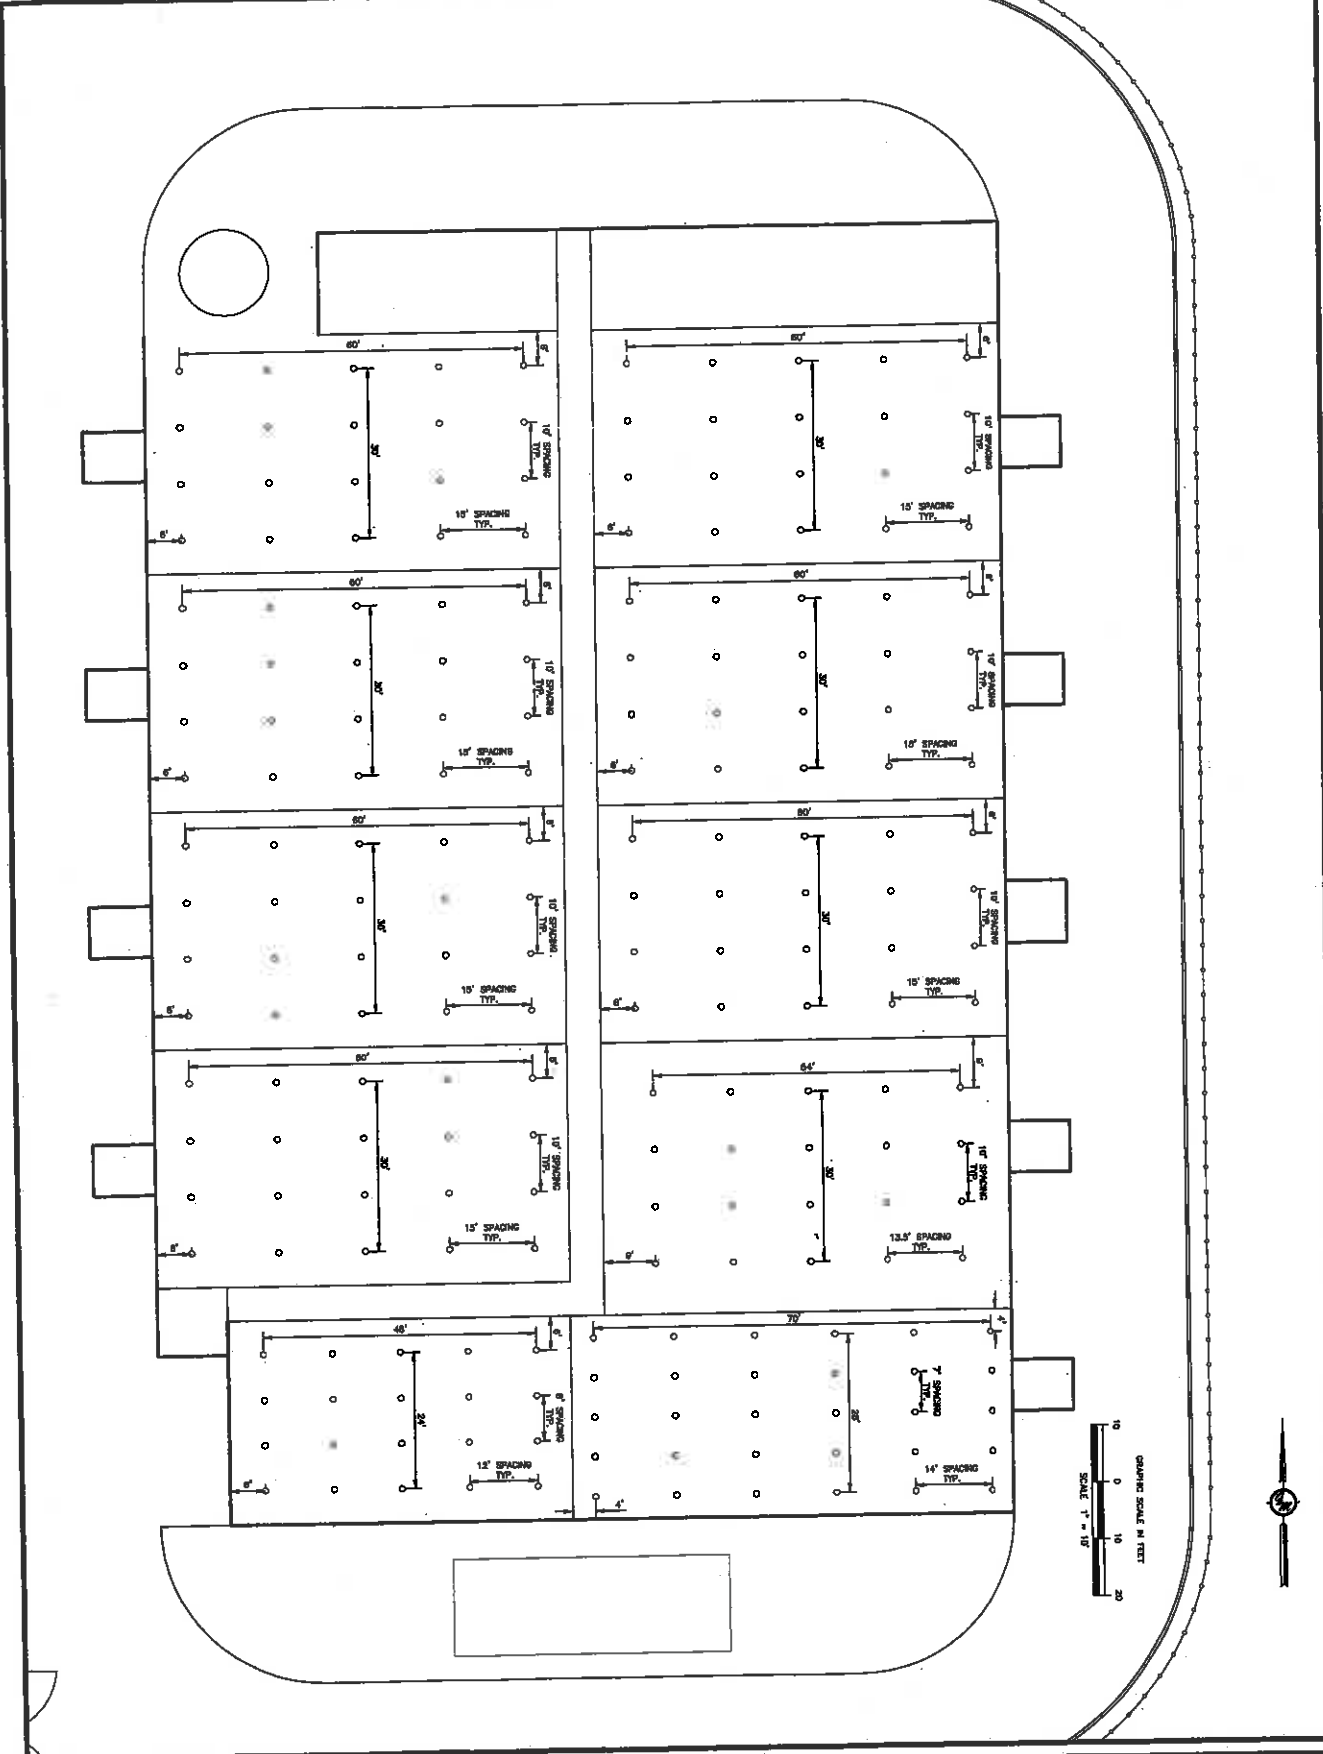 60'
6'
60'
6'
30'
10' SPACING
TYP.
30'
10' SPACING
TYP.
15' SPACING
TYP.
6'
15' SPACING
TYP.
6'
60'
6'
60'
6'
30'
10' SPACING
TYP.
30'
10' SPACING
TYP.
15' SPACING
TYP.
6'
15' SPACING
TYP.
6'
60'
6'
60'
6'
30'
10' SPACING
TYP.
30'
10' SPACING
TYP.
15' SPACING
TYP.
6'
15' SPACING
TYP.
6'
60'
6'
54'
9'
30'
10' SPACING
TYP.
30'
10' SPACING
TYP.
15' SPACING
TYP.
6'
13.5' SPACING
TYP.
9'
48'
6'
70'
4'
24'
8' SPACING
TYP.
28'
7' SPACING
TYP.
12' SPACING
TYP.
6'
14' SPACING
TYP.
4'
10 0 10 20
GRAPHIC SCALE IN FEET
SCALE 1" = 10'